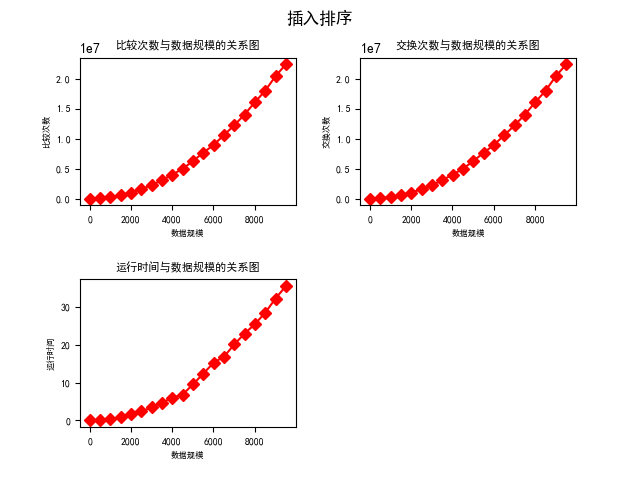 插入排序
比较次数与数据规模的关系图
1e7
2.0
1.5
1.0
0.5
0.0
比较次数
0 2000 4000 6000 8000
数据规模
交换次数与数据规模的关系图
1e7
2.0
1.5
1.0
0.5
0.0
交换次数
0 2000 4000 6000 8000
数据规模
运行时间与数据规模的关系图
30
20
10
0
运行时间
0 2000 4000 6000 8000
数据规模